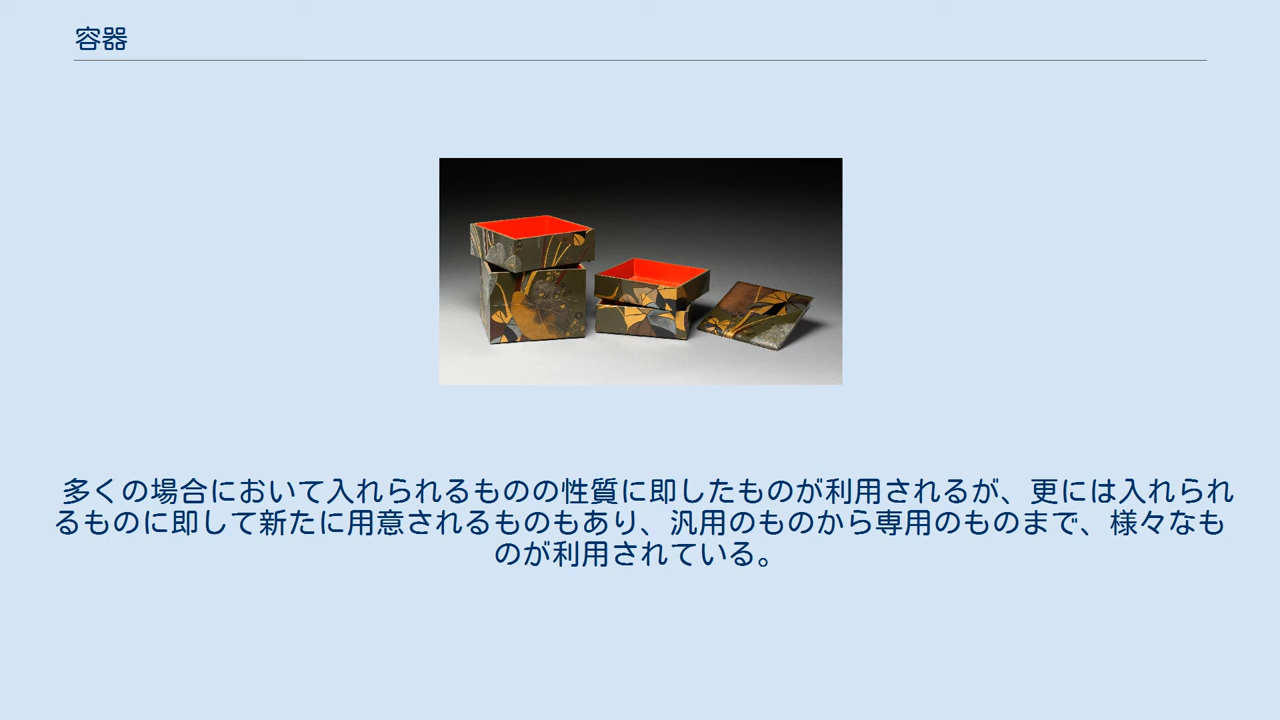 容器
多くの場合において入れられるものの性質に即したものが利用されるが、更には入れられ
るものに即して新たに用意されるものもあり、汎用のものから専用のものまで、様々なも
のが利用されている。